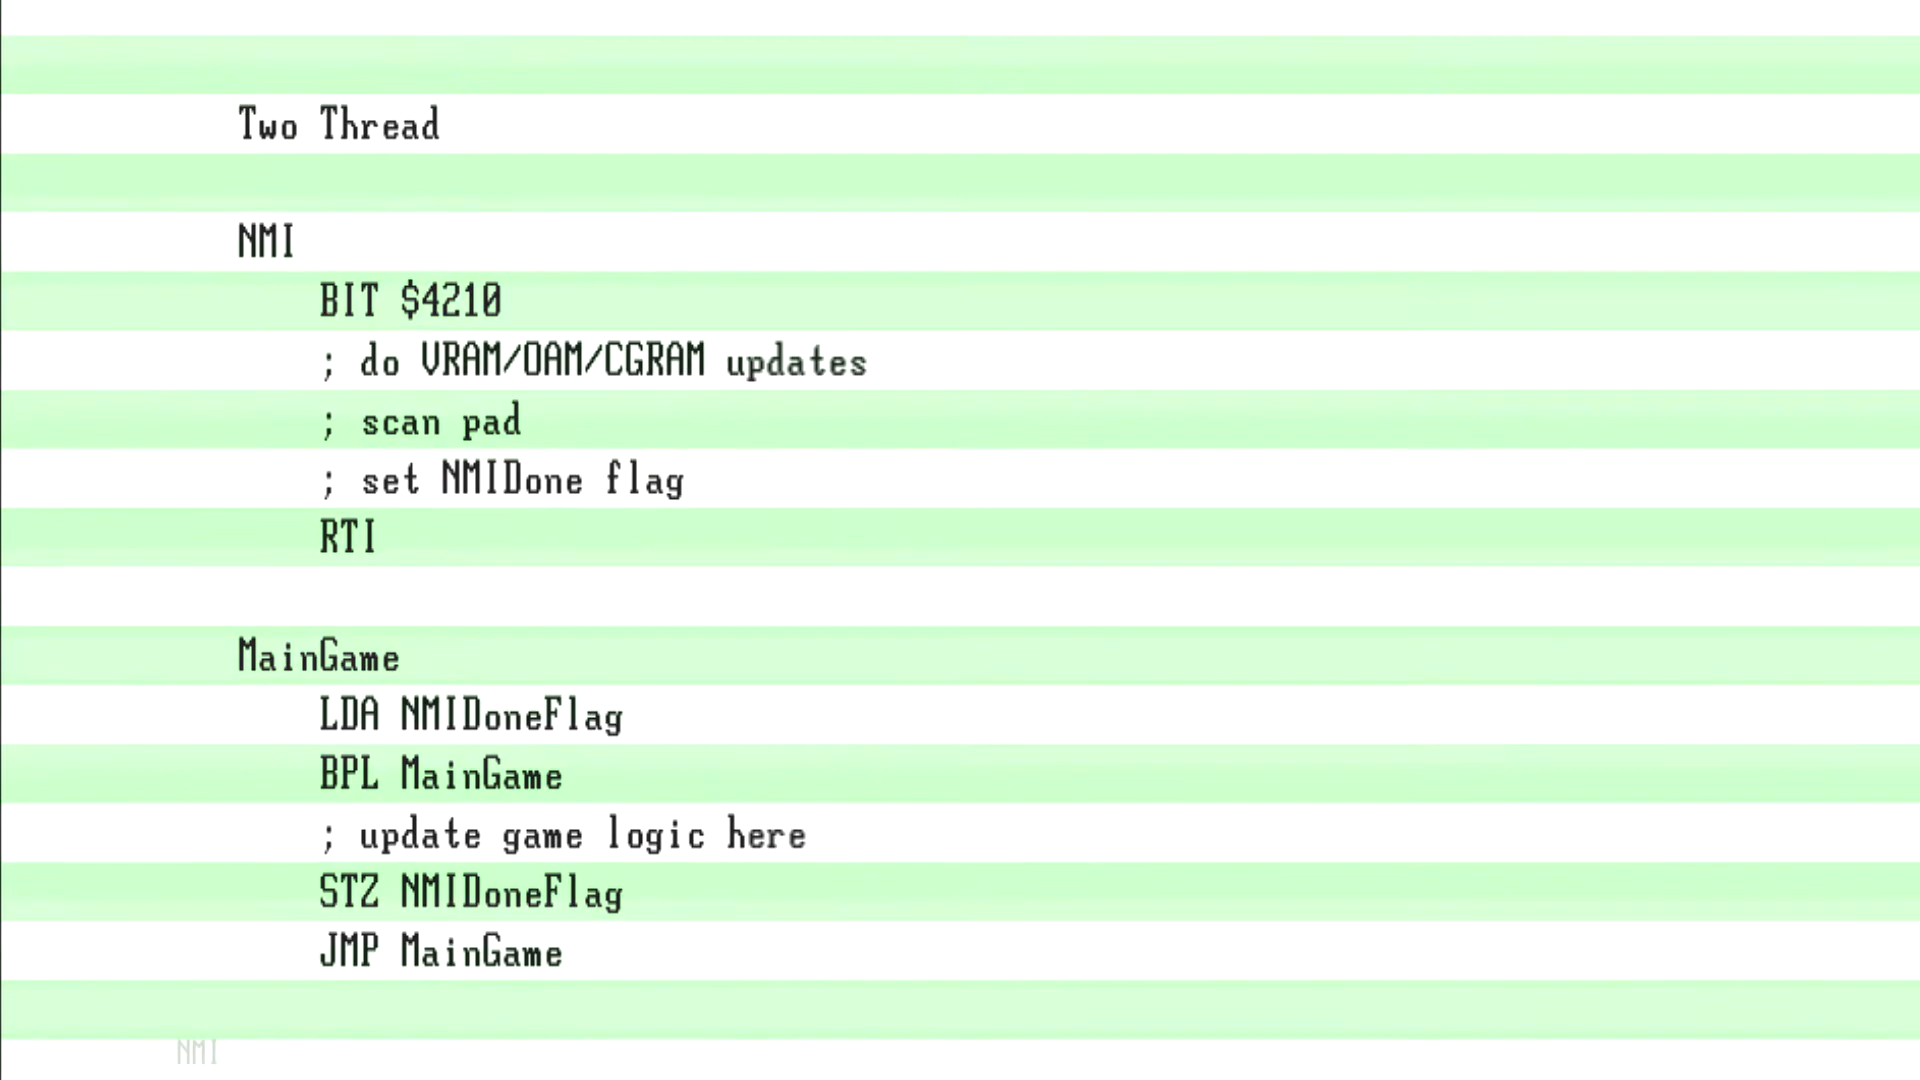 Two Thread
NMI
BIT $4210
; do VRAM/OAM/CGRAM updates
; scan pad
; set NMIDone flag
RTI
MainGame
LDA NMIDoneFlag
BPL MainGame
; update game logic here
STZ NMIDoneFlag
JMP MainGame
NMI